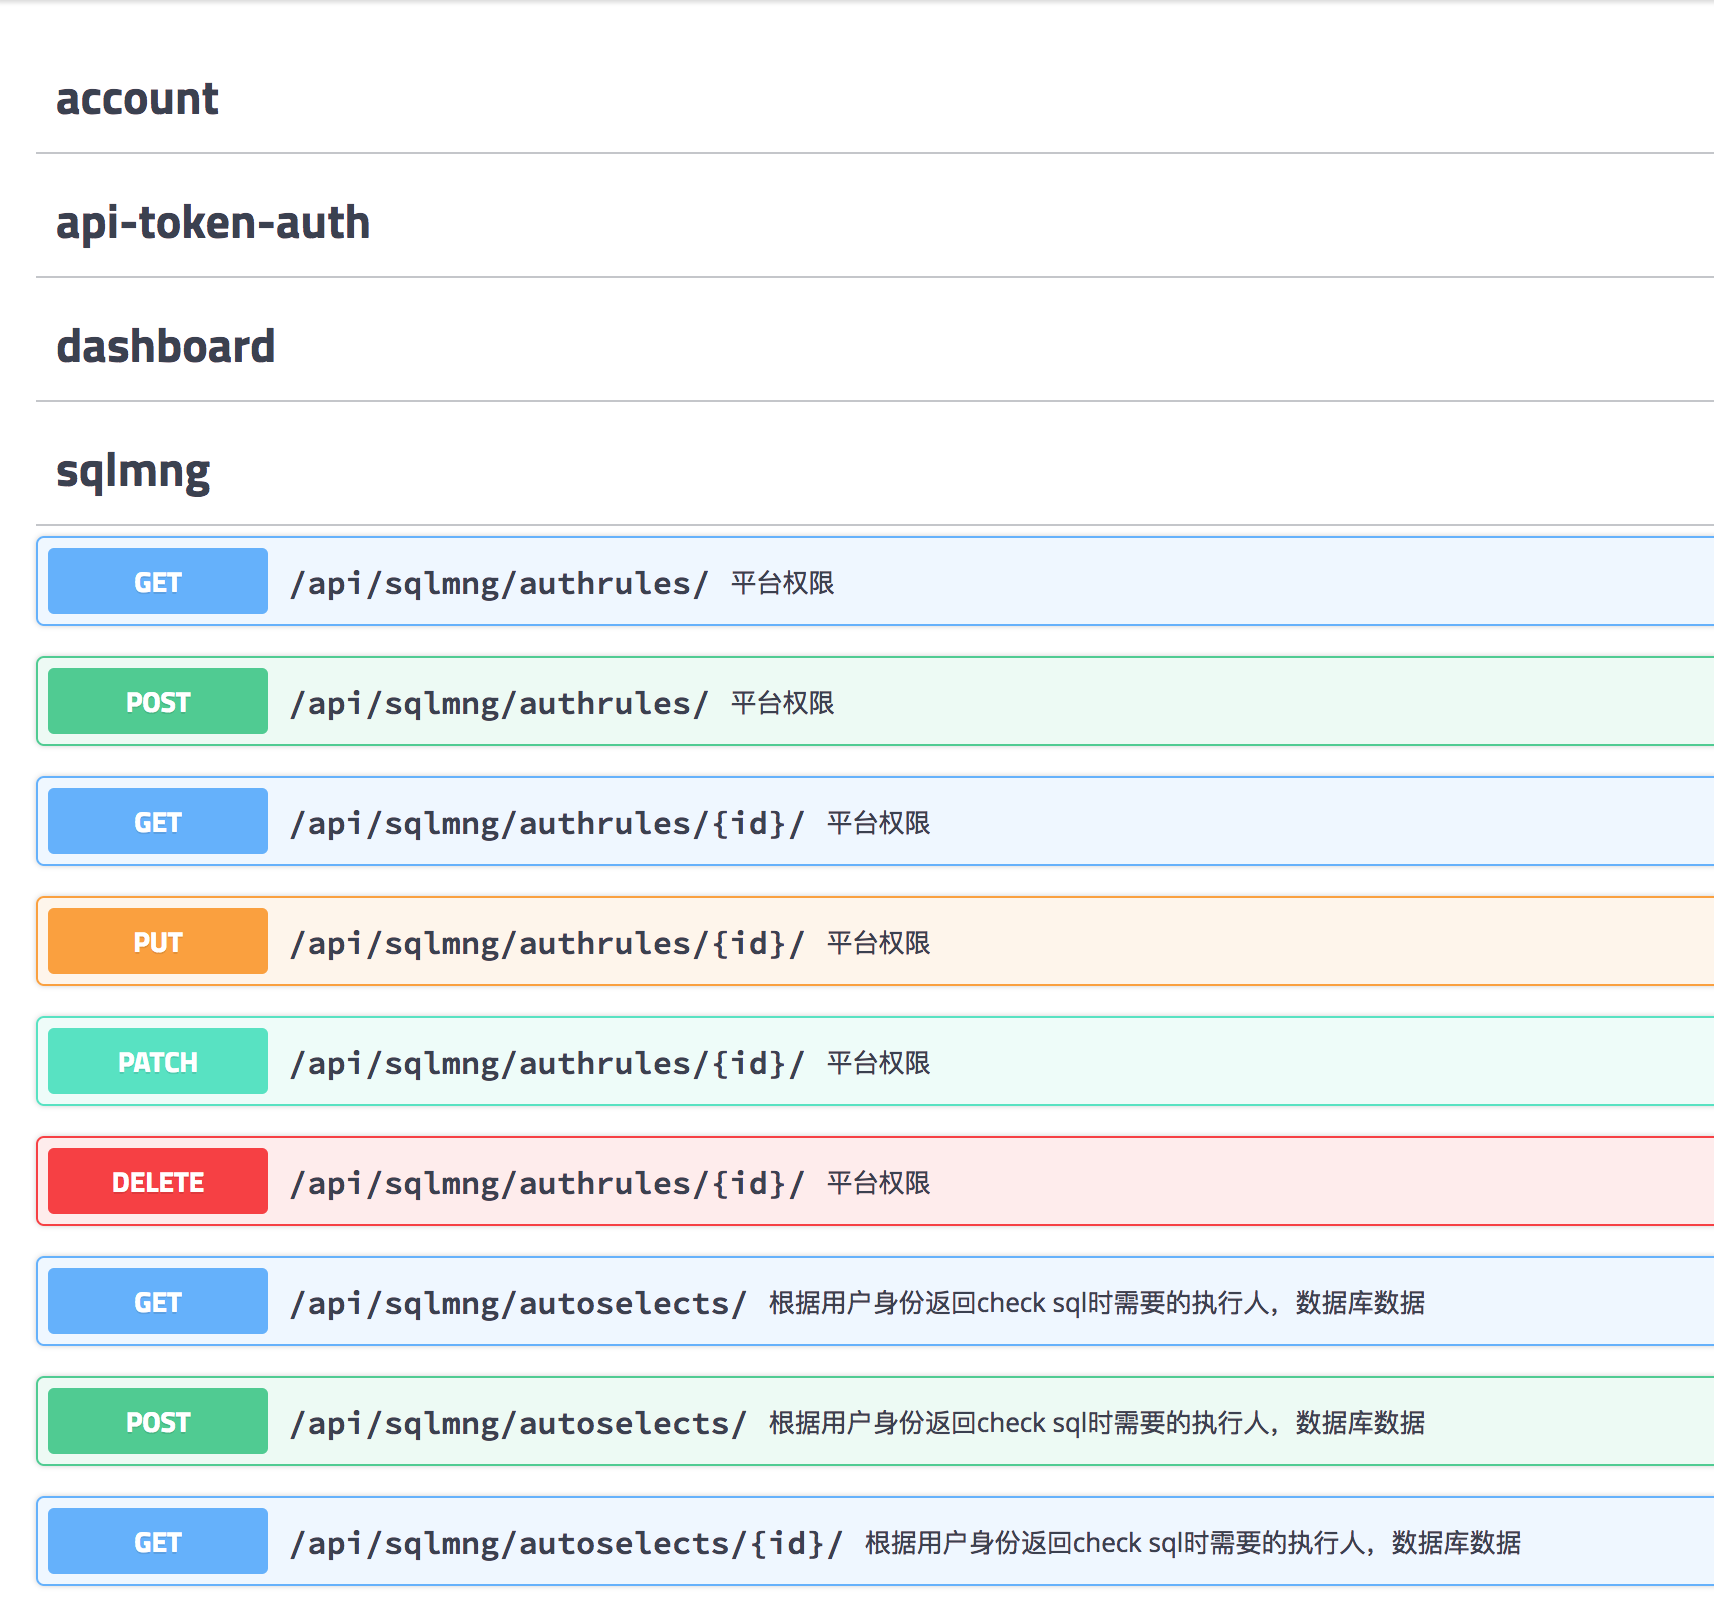 account
api-token-auth
dashboard
sqlmng
GET /api/sqlmng/authrules/ 平台权限
POST /api/sqlmng/authrules/ 平台权限
GET /api/sqlmng/authrules/{id}/ 平台权限
PUT /api/sqlmng/authrules/{id}/ 平台权限
PATCH /api/sqlmng/authrules/{id}/ 平台权限
DELETE /api/sqlmng/authrules/{id}/ 平台权限
GET /api/sqlmng/autoselects/ 根据用户身份返回check sql时需要的执行人，数据库数据
POST /api/sqlmng/autoselects/ 根据用户身份返回check sql时需要的执行人，数据库数据
GET /api/sqlmng/autoselects/{id}/ 根据用户身份返回check sql时需要的执行人，数据库数据